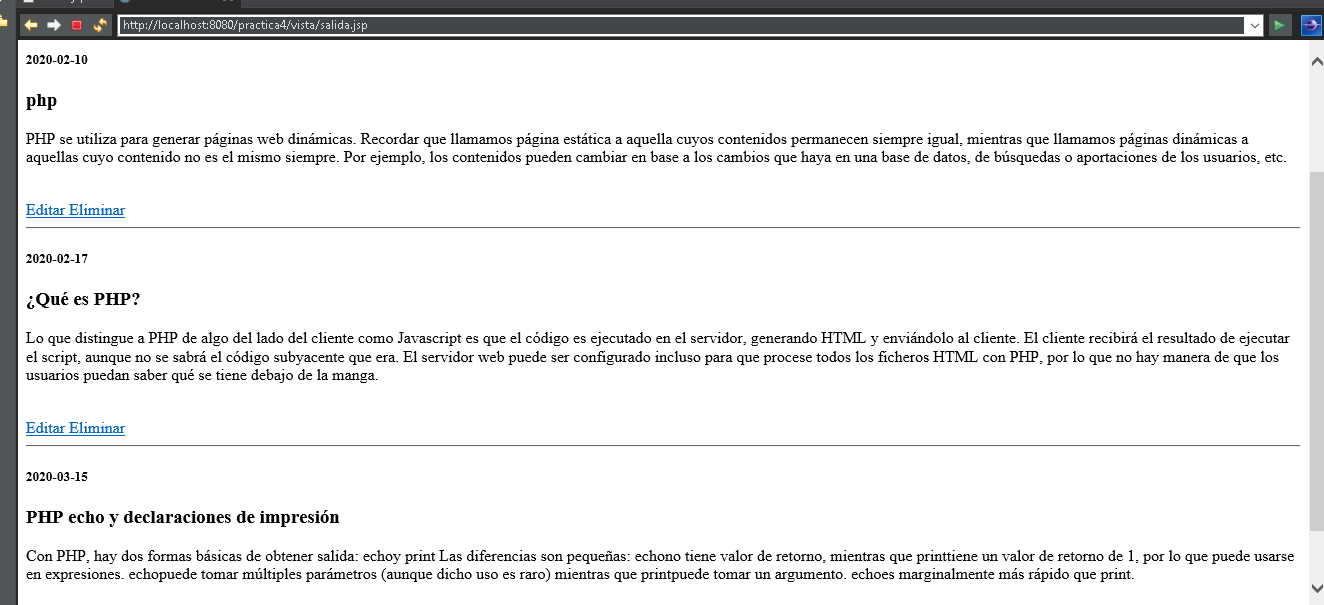 http://localhost:8080/practica4/vista/salida.jsp
2020-02-10
php
PHP se utiliza para generar páginas web dinámicas. Recordar que llamamos página estática a aquella cuyos contenidos permanecen siempre igual, mientras que llamamos páginas dinámicas a
aquellas cuyo contenido no es el mismo siempre. Por ejemplo, los contenidos pueden cambiar en base a los cambios que haya en una base de datos, de búsquedas o aportaciones de los usuarios, etc.
Editar Eliminar
2020-02-17
¿Qué es PHP?
Lo que distingue a PHP de algo del lado del cliente como Javascript es que el código es ejecutado en el servidor, generando HTML y enviándolo al cliente. El cliente recibirá el resultado de ejecutar
el script, aunque no se sabrá el código subyacente que era. El servidor web puede ser configurado incluso para que procese todos los ficheros HTML con PHP, por lo que no hay manera de que los
usuarios puedan saber qué se tiene debajo de la manga.
Editar Eliminar
2020-03-15
PHP echo y declaraciones de impresión
Con PHP, hay dos formas básicas de obtener salida: echoy print Las diferencias son pequeñas: echono tiene valor de retorno, mientras que printtiene un valor de retorno de 1, por lo que puede usarse
en expresiones. echopuede tomar múltiples parámetros (aunque dicho uso es raro) mientras que printpuede tomar un argumento. echoes marginalmente más rápido que print.